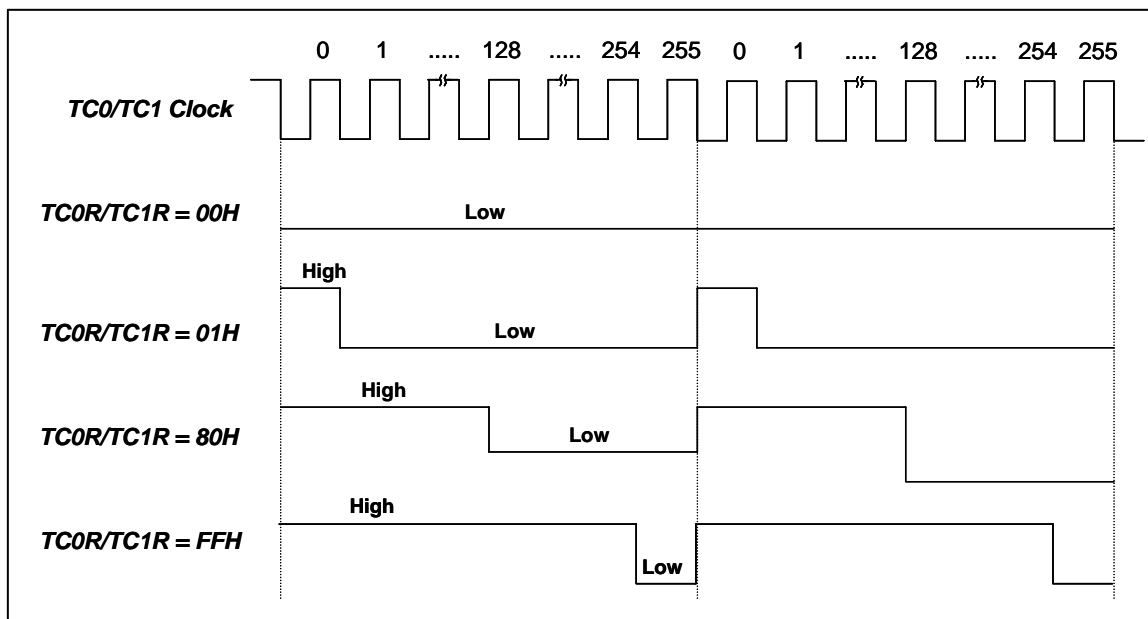 0 1 ..... 128 ..... 254 255 0 1 ..... 128 ..... 254 255
TC0/TC1 Clock
TC0R/TC1R = 00H
Low
High
TC0R/TC1R = 01H
Low
High
TC0R/TC1R = 80H
Low
High
TC0R/TC1R = FFH
Low